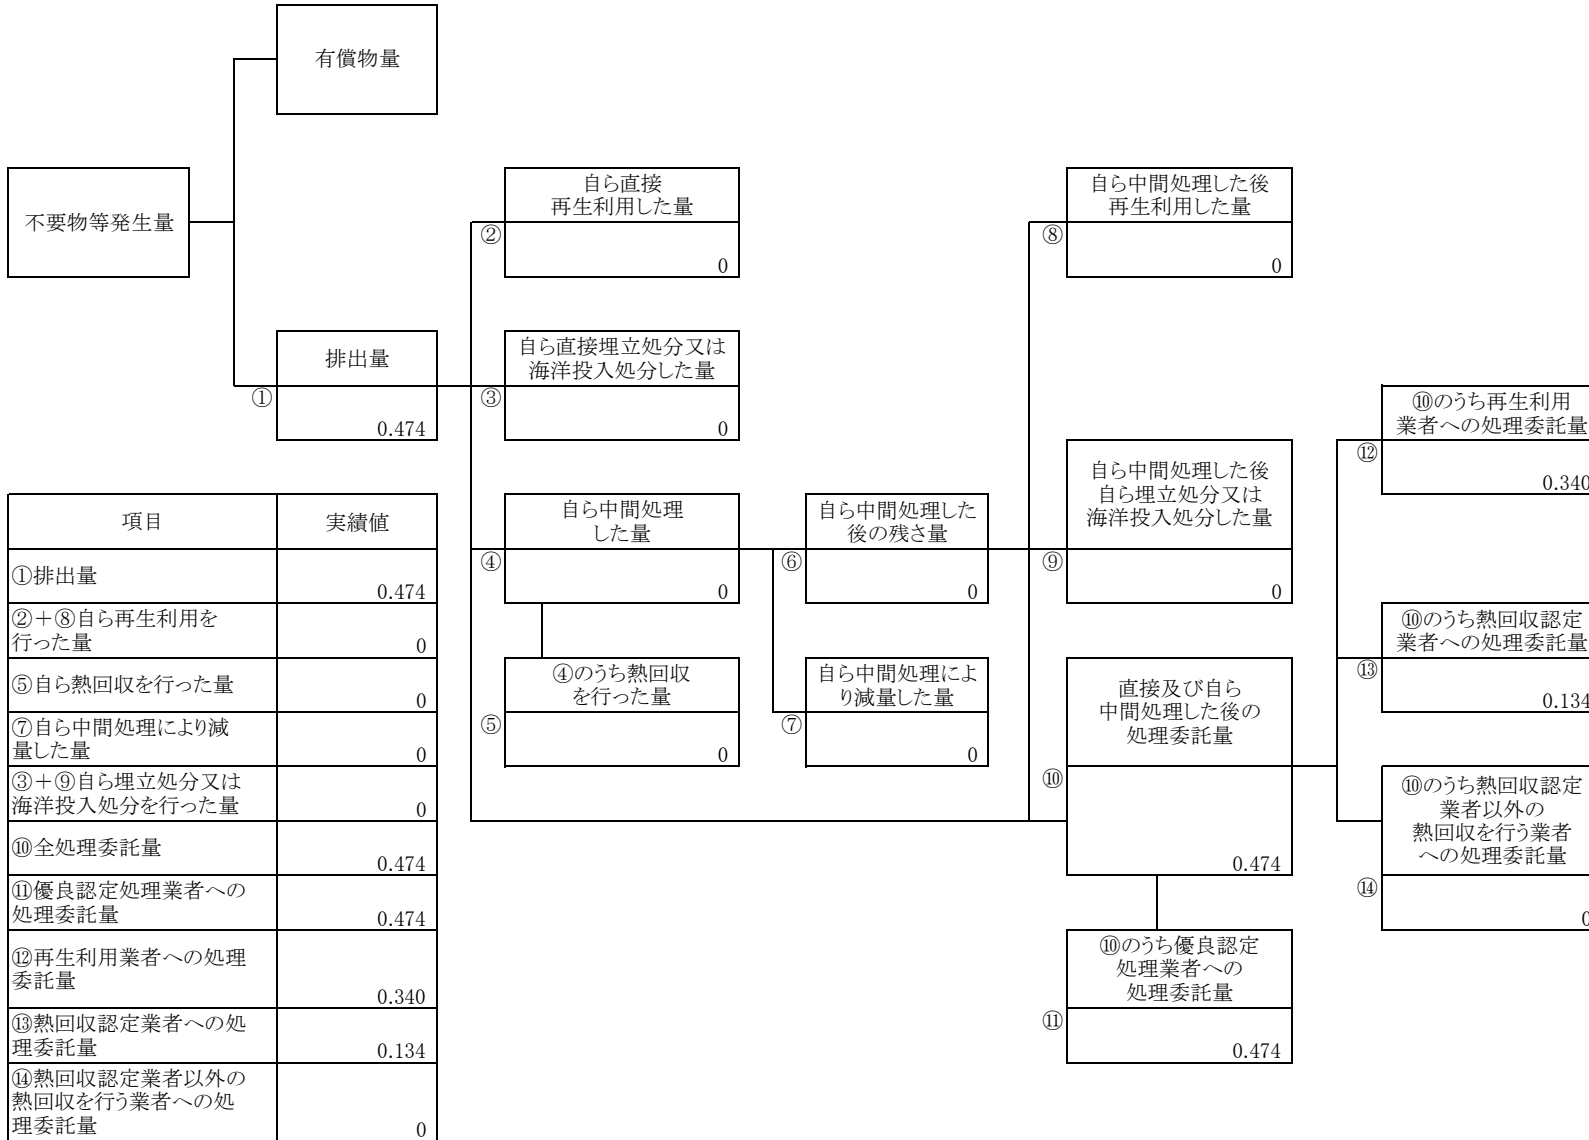 有償物量
不要物等発生量
自ら直接
再生利用した量
②
0
自ら中間処理した後
再生利用した量
⑧
0
排出量
①
0.474
自ら直接埋立処分又は
海洋投入処分した量
③
0
⑩のうち再生利用
業者への処理委託量
⑫
0.340
自ら中間処理
した量
④
0
自ら中間処理した
後の残さ量
⑥
0
自ら中間処理した後
自ら埋立処分又は
海洋投入処分した量
⑨
0
⑩のうち熱回収認定
業者への処理委託量
⑬
0.134
④のうち熱回収
を行った量
⑤
0
自ら中間処理によ
り減量した量
⑦
0
直接及び自ら
中間処理した後の
処理委託量
⑩
0.474
⑩のうち熱回収認定
業者以外の
熱回収を行う業者
への処理委託量
⑭
0
⑩のうち優良認定
処理業者への
処理委託量
⑪
0.474
項目 実績値
①排出量 0.474
②＋⑧自ら再生利用を
行った量 0
⑤自ら熱回収を行った量 0
⑦自ら中間処理により減
量した量 0
③＋⑨自ら埋立処分又は
海洋投入処分を行った量 0
⑩全処理委託量 0.474
⑪優良認定処理業者への
処理委託量 0.474
⑫再生利用業者への処理
委託量 0.340
⑬熱回収認定業者への処
理委託量 0.134
⑭熱回収認定業者以外の
熱回収を行う業者への処
理委託量 0